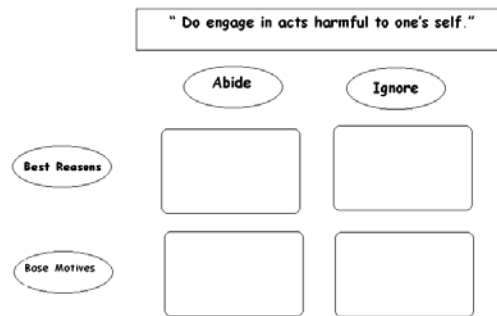 “ Do engage in acts harmful to one’s self.”
Abide
Ignore
Best Reasons
Base Motives